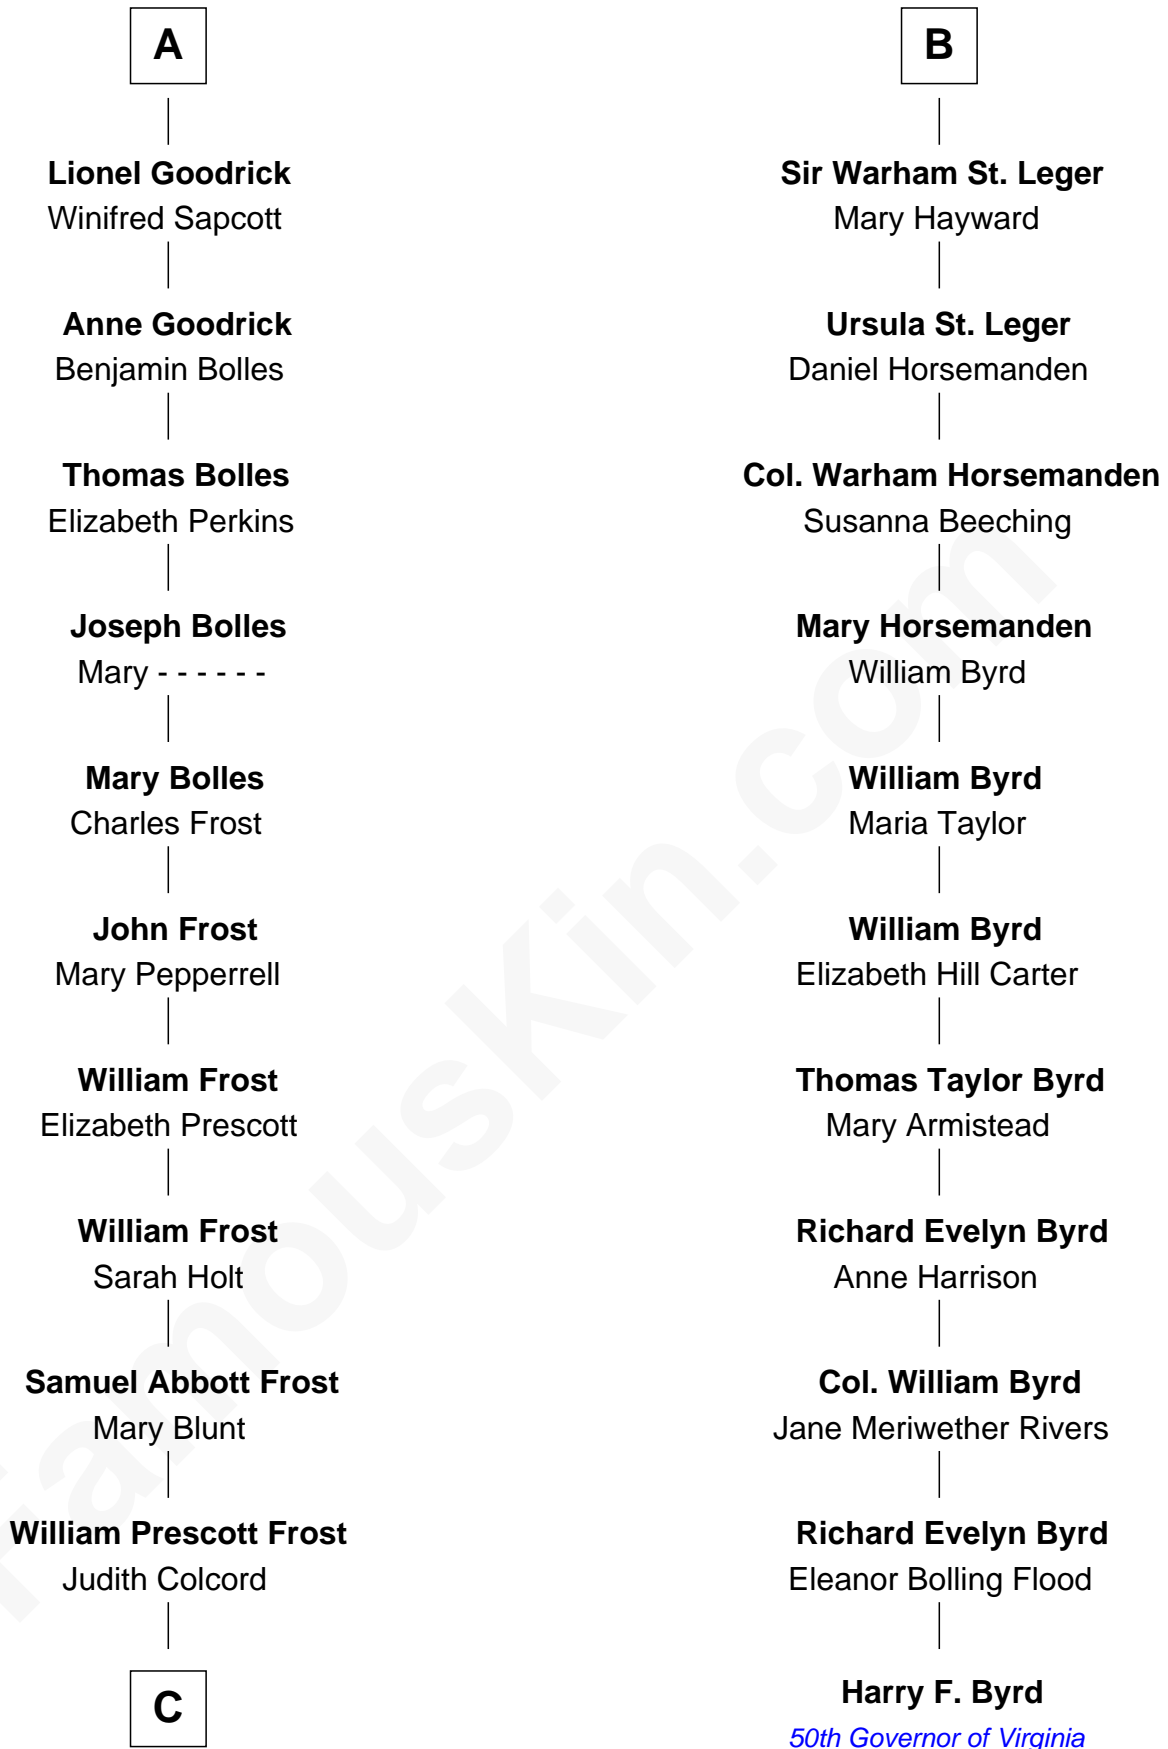 A
Lionel Goodrick
Winifred Sapcott
Anne Goodrick
Benjamin Bolles
Thomas Bolles
Elizabeth Perkins
Joseph Bolles
Mary - - - - - -
Mary Bolles
Charles Frost
John Frost
Mary Pepperrell
William Frost
Elizabeth Prescott
William Frost
Sarah Holt
Samuel Abbott Frost
Mary Blunt
William Prescott Frost
Judith Colcord
C
B
Sir Warham St. Leger
Mary Hayward
Ursula St. Leger
Daniel Horsemanden
Col. Warham Horsemanden
Susanna Beeching
Mary Horsemanden
William Byrd
William Byrd
Maria Taylor
William Byrd
Elizabeth Hill Carter
Thomas Taylor Byrd
Mary Armistead
Richard Evelyn Byrd
Anne Harrison
Col. William Byrd
Jane Meriwether Rivers
Richard Evelyn Byrd
Eleanor Bolling Flood
Harry F. Byrd
50th Governor of Virginia
FamousKin.com